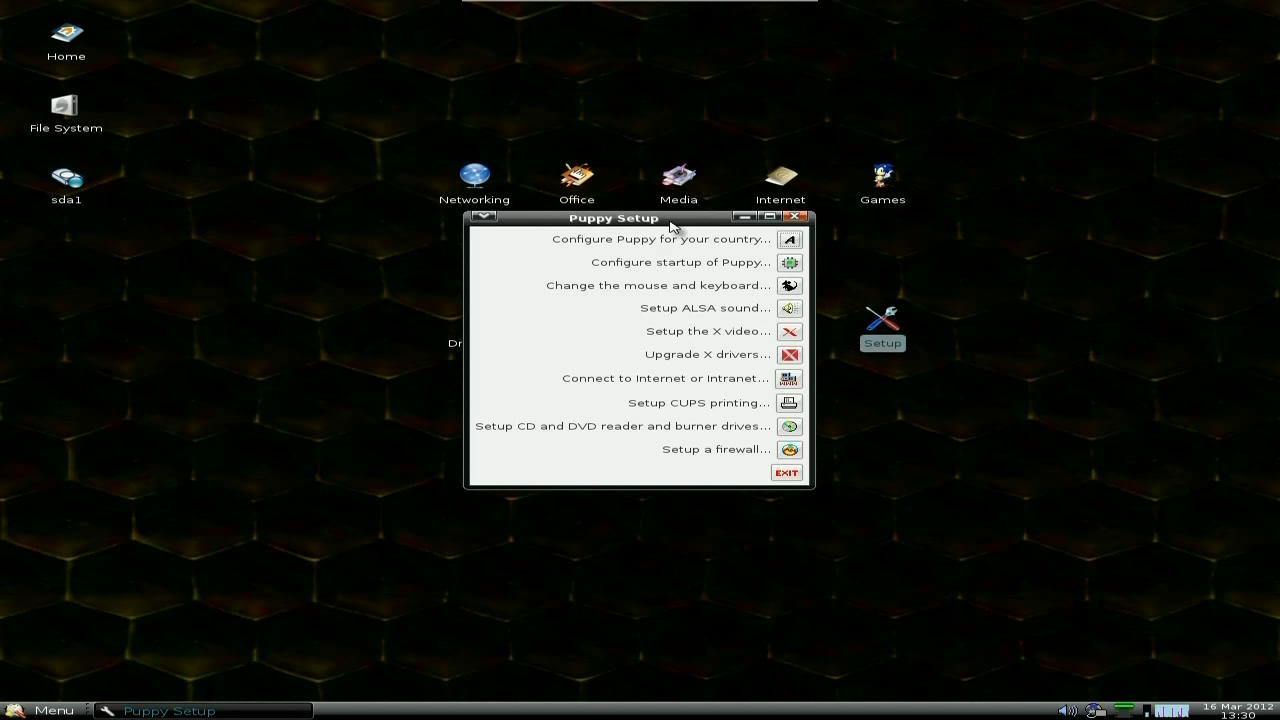 Home
File System
sda1
Networking
Office
Media
Internet
Games
Puppy Setup
Configure Puppy for your country...
Configure startup of Puppy...
Change the mouse and keyboard...
Setup ALSA sound...
Setup the X video...
Upgrade X drivers...
Connect to Internet or Intranet...
Setup CUPS printing...
Setup CD and DVD reader and burner drives...
Setup a firewall...
EXIT
Dr
Setup
Menu
Puppy Setup
16 Mar 2012
13:30